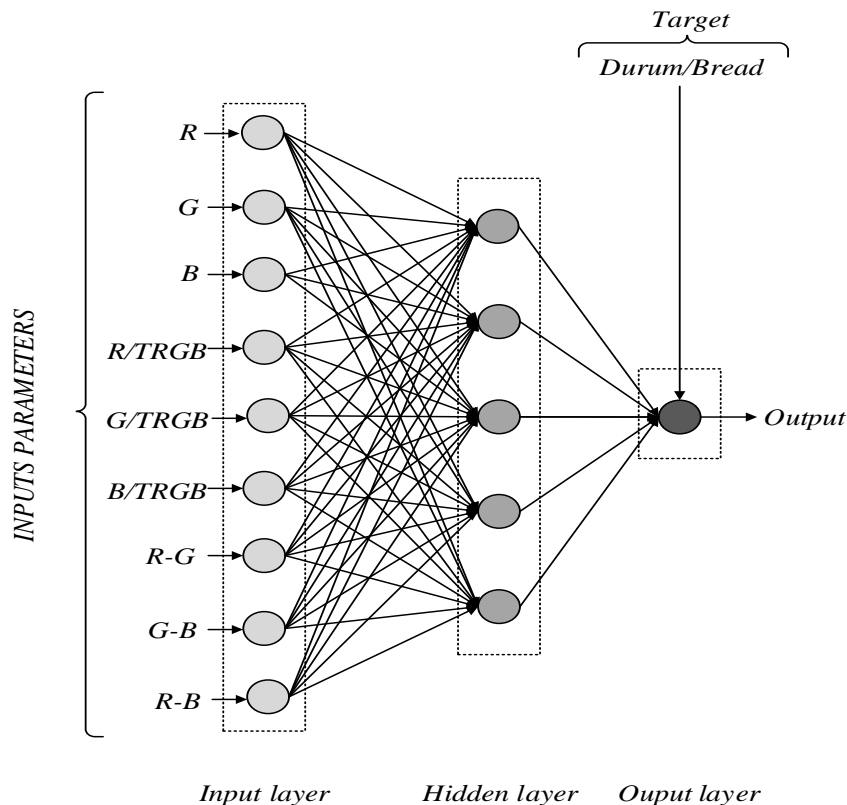 Target
Durum/Bread
R
G
B
R/TRGB
G/TRGB
B/TRGB
R-G
G-B
R-B
INPUTS PARAMETERS
Output
Input layer
Hidden layer
Ouput layer